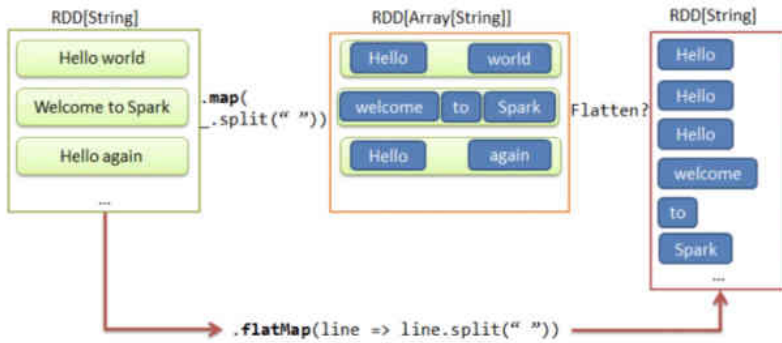 RDD[String]
Hello world
Welcome to Spark
Hello again
...
.map(
_.split(“ ”))
RDD[Array[String]]
Hello world
welcome to Spark
Hello again
Flatten?
RDD[String]
Hello
Hello
Hello
welcome
to
Spark
...
.flatMap(line => line.split(“ ”))